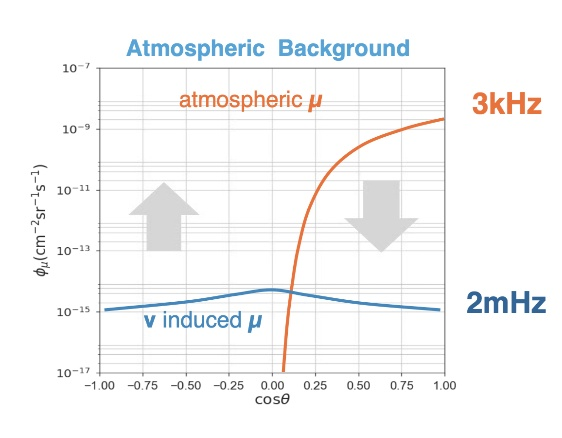 Atmospheric Background
10⁻⁷
atmospheric μ
3kHz
10⁻⁹
10⁻¹¹
ϕμ(cm⁻²sr⁻¹s⁻¹)
10⁻¹³
2mHz
10⁻¹⁵
v induced μ
10⁻¹⁷
−1.00 −0.75 −0.50 −0.25 0.00 0.25 0.50 0.75 1.00
cosθ